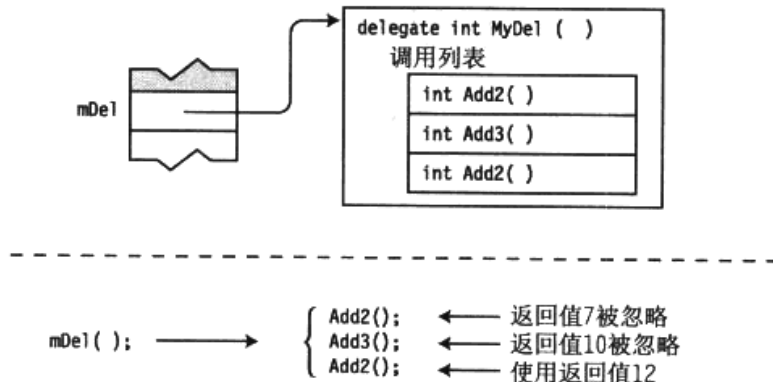 delegate int MyDel ( )
调用列表
mDel
int Add2( )
int Add3( )
int Add2( )
mDel( );
Add2(); 返回值7被忽略
Add3(); 返回值10被忽略
Add2(); 使用返回值12